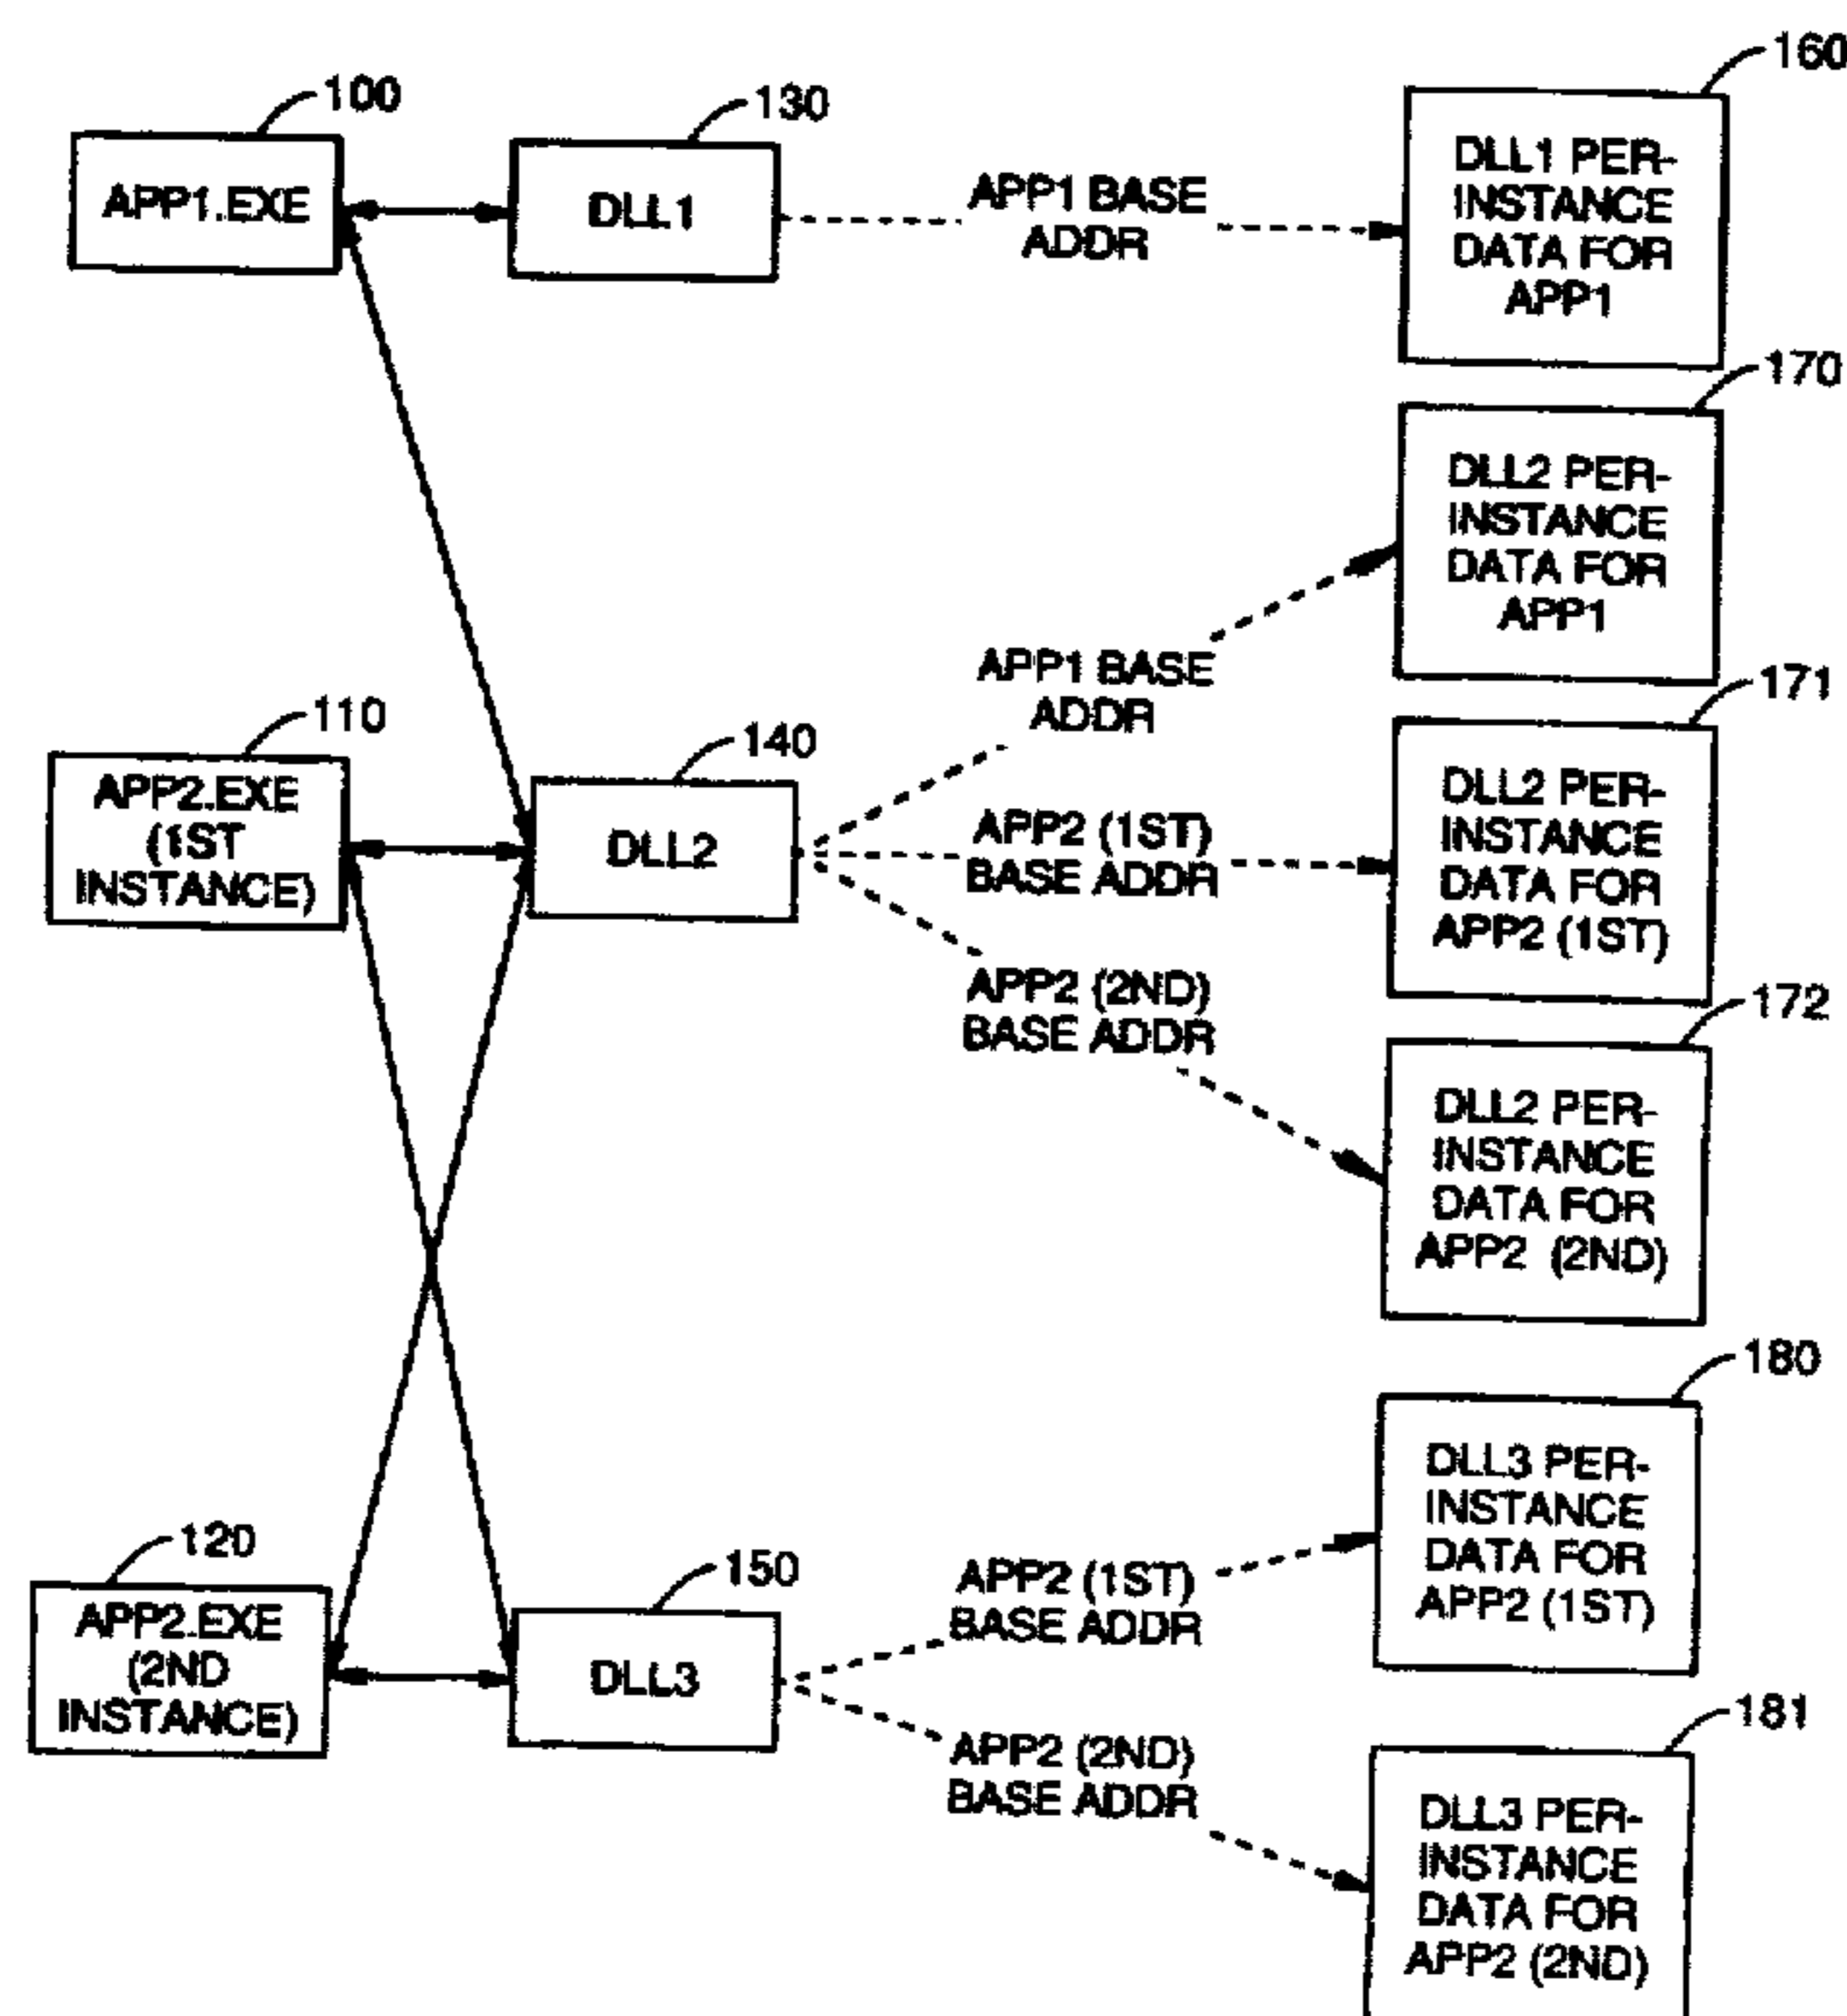 100
APP1.EXE
130
DLL1
APP1 BASE
ADDR
160
DLL1 PER-
INSTANCE
DATA FOR
APP1
170
DLL2 PER-
INSTANCE
DATA FOR
APP1
110
APP2.EXE
(1ST
INSTANCE)
140
DLL2
APP1 BASE
ADDR
APP2 (1ST)
BASE ADDR
APP2 (2ND)
BASE ADDR
171
DLL2 PER-
INSTANCE
DATA FOR
APP2 (1ST)
172
DLL2 PER-
INSTANCE
DATA FOR
APP2 (2ND)
120
APP2.EXE
(2ND
INSTANCE)
150
DLL3
APP2 (1ST)
BASE ADDR
APP2 (2ND)
BASE ADDR
180
DLL3 PER-
INSTANCE
DATA FOR
APP2 (1ST)
181
DLL3 PER-
INSTANCE
DATA FOR
APP2 (2ND)